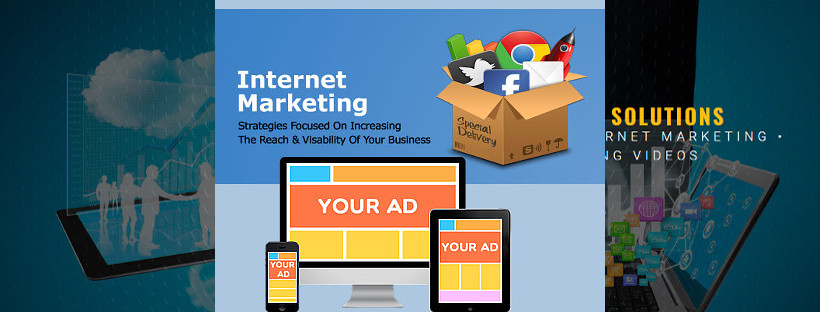 Internet
Marketing
Strategies Focused On Increasing
The Reach & Visability Of Your Business
Special
Delivery
SOLUTIONS
RNET MARKETING •
NG VIDEOS
YOUR AD
YOUR AD
YOUR
AD